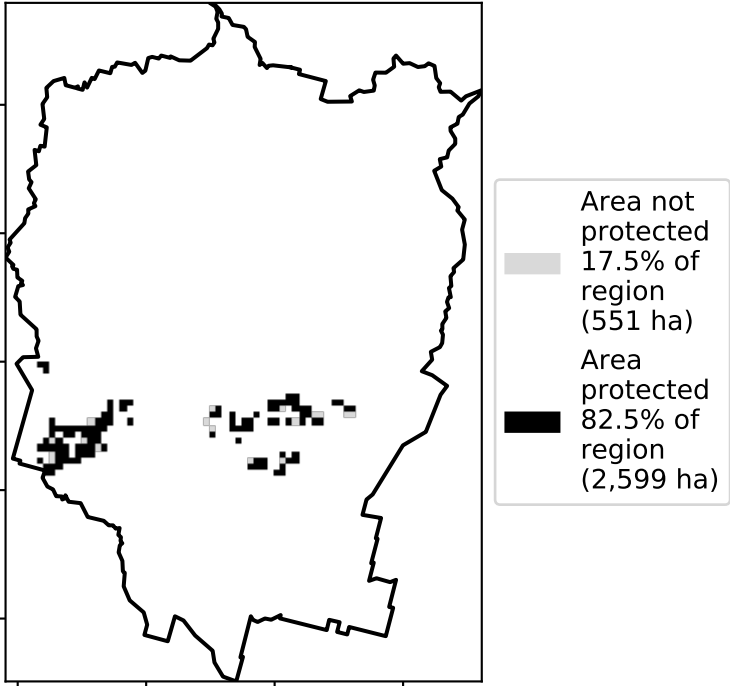 Area not
protected
17.5% of
region
(551 ha)
Area
protected
82.5% of
region
(2,599 ha)